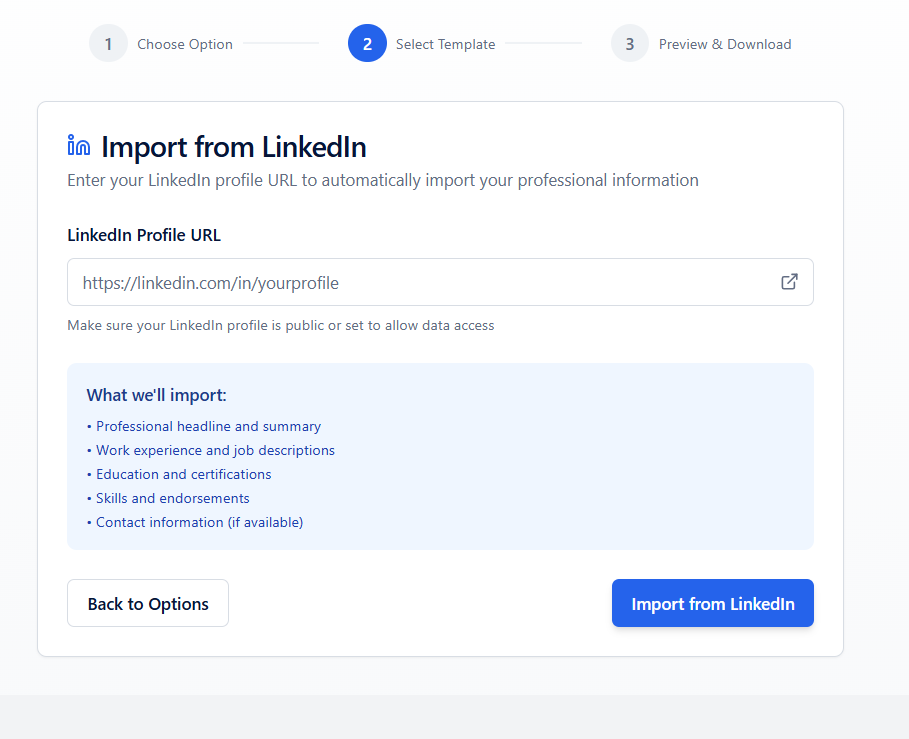 1 Choose Option 2 Select Template 3 Preview & Download
in Import from LinkedIn
Enter your LinkedIn profile URL to automatically import your professional information
LinkedIn Profile URL
https://linkedin.com/in/yourprofile
Make sure your LinkedIn profile is public or set to allow data access
What we'll import:
• Professional headline and summary
• Work experience and job descriptions
• Education and certifications
• Skills and endorsements
• Contact information (if available)
Back to Options Import from LinkedIn